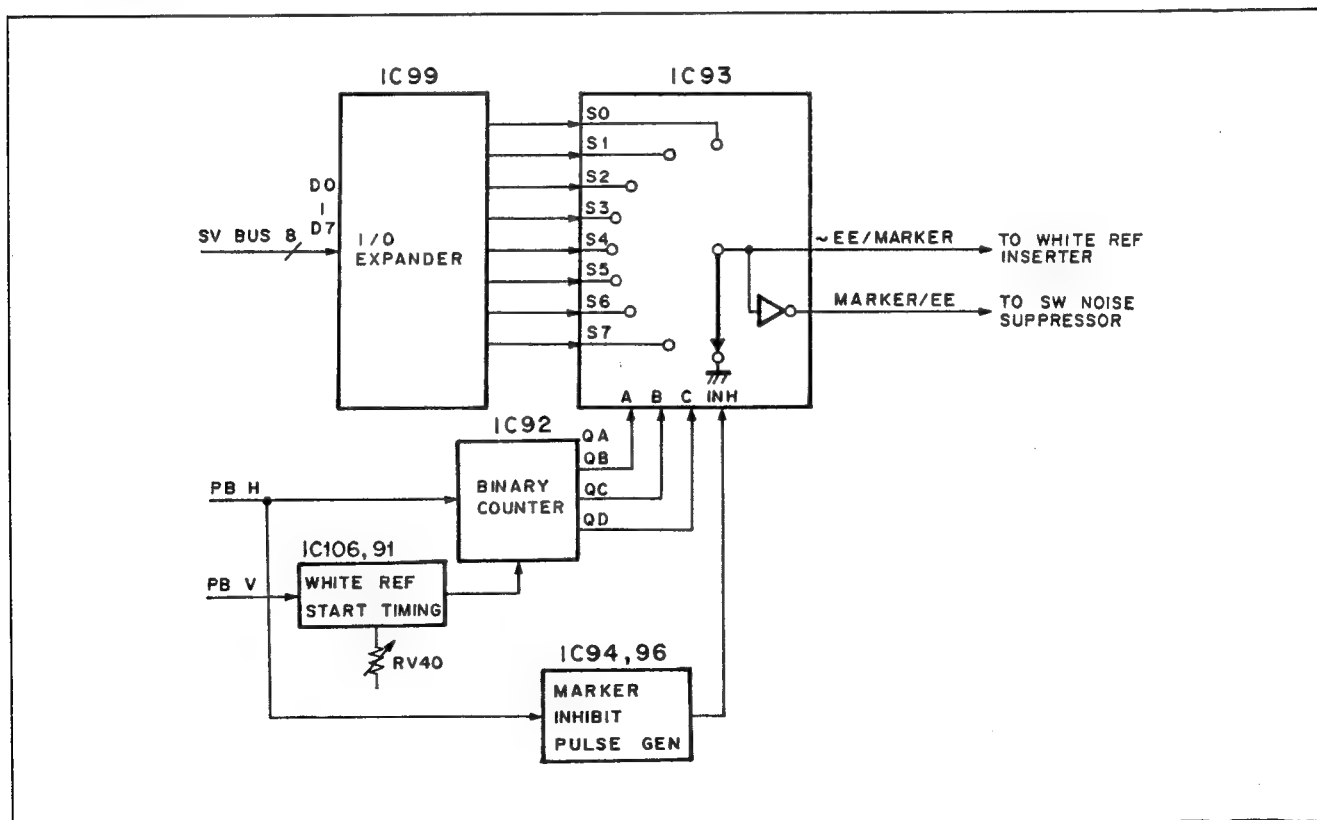 IC99
IC93
S0
S1
S2
S3
S4
S5
S6
S7
D0
I
D7
SV BUS 8
I/O
EXPANDER
~EE/MARKER
TO WHITE REF
INSERTER
MARKER/EE
TO SW NOISE
SUPPRESSOR
A B C INH
IC92
QA
QB
QC
QD
BINARY
COUNTER
PB H
IC106,91
PB V
WHITE REF
START TIMING
RV40
IC94,96
MARKER
INHIBIT
PULSE GEN